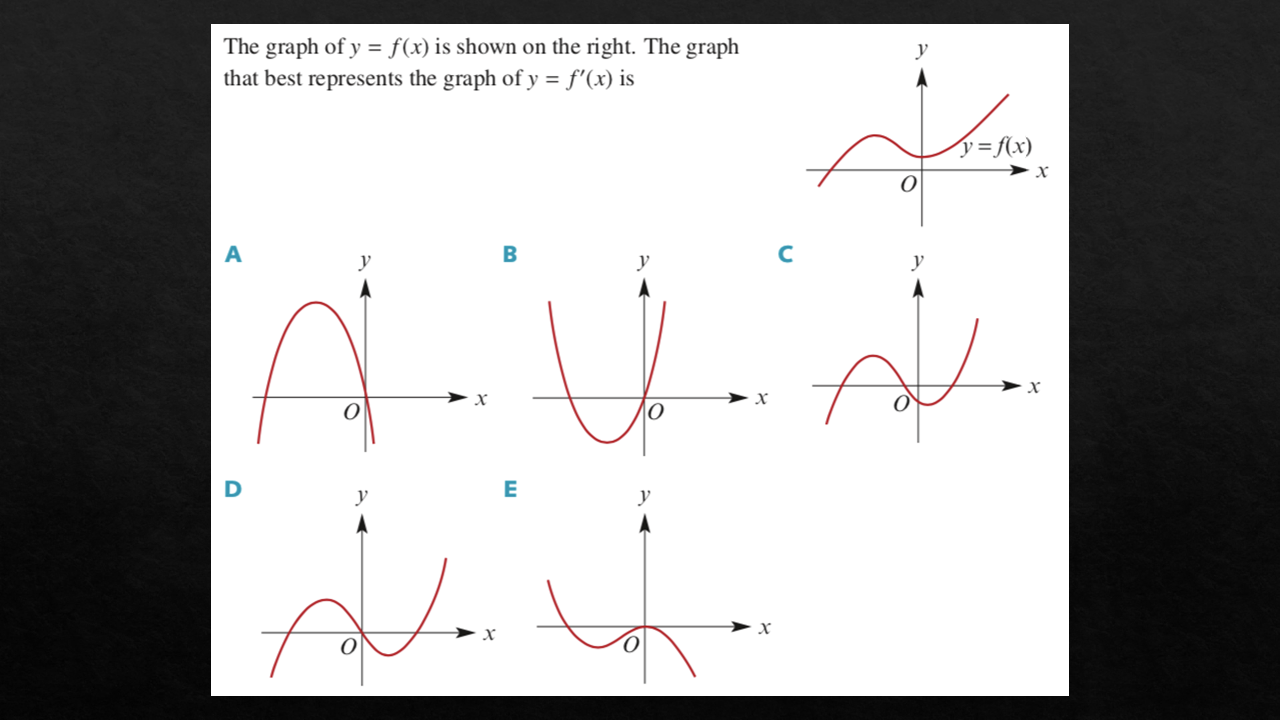 The graph of y = f(x) is shown on the right. The graph
that best represents the graph of y = f′(x) is
y
y = f(x)
x
O
A
y
x
O
B
y
x
O
C
y
x
O
D
y
x
O
E
y
x
O